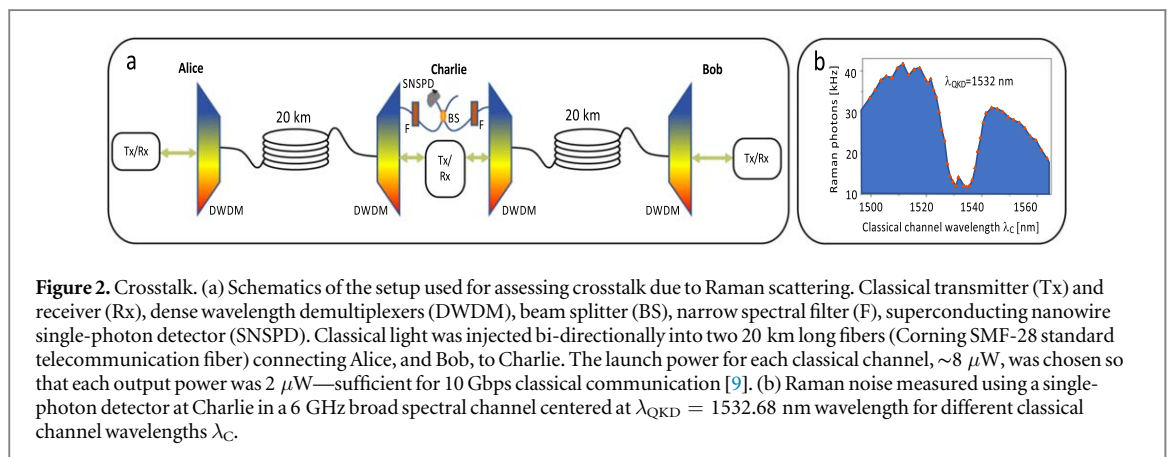 a
Alice
Charlie
Bob
SNSPD
20 km
BS
F
F
20 km
Tx/Rx
Tx/
Rx
Tx/Rx
DWDM
DWDM
DWDM
DWDM
b
λQKD=1532 nm
Raman photons [kHz]
40
30
20
10
1500
1520
1540
1560
Classical channel wavelength λC [nm]
Figure 2. Crosstalk. (a) Schematics of the setup used for assessing crosstalk due to Raman scattering. Classical transmitter (Tx) and
receiver (Rx), dense wavelength demultiplexers (DWDM), beam splitter (BS), narrow spectral filter (F), superconducting nanowire
single-photon detector (SNSPD). Classical light was injected bi-directionally into two 20 km long fibers (Corning SMF-28 standard
telecommunication fiber) connecting Alice, and Bob, to Charlie. The launch power for each classical channel, ~8 μW, was chosen so
that each output power was 2 μW—sufficient for 10 Gbps classical communication [9]. (b) Raman noise measured using a single-
photon detector at Charlie in a 6 GHz broad spectral channel centered at λQKD = 1532.68 nm wavelength for different classical
channel wavelengths λC.